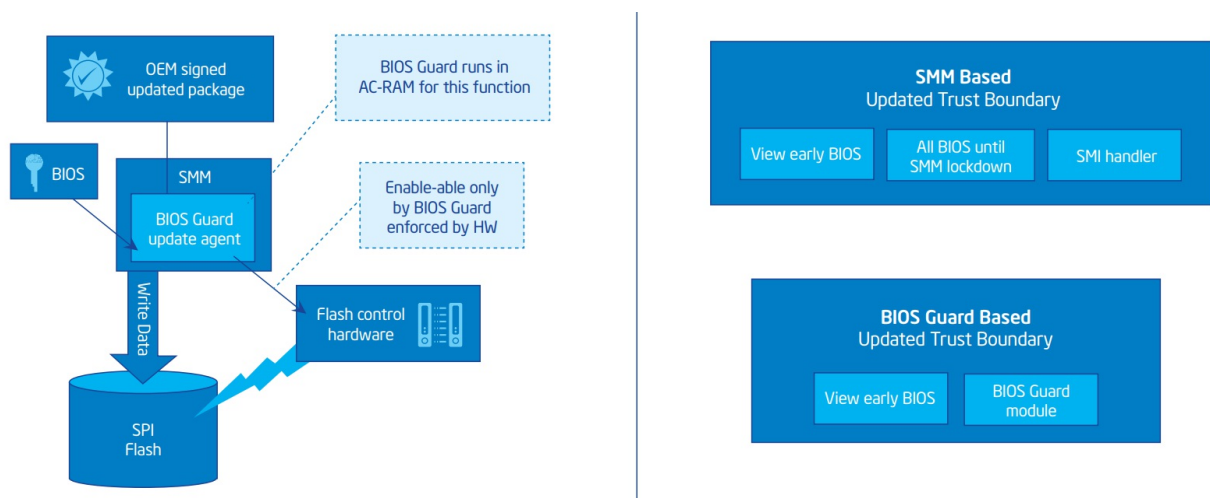 OEM signed
updated package
BIOS Guard runs in
AC-RAM for this function
BIOS
SMM
BIOS Guard
update agent
Enable-able only
by BIOS Guard
enforced by HW
Write Data
Flash control
hardware
SPI
Flash
SMM Based
Updated Trust Boundary
View early BIOS
All BIOS until
SMM lockdown
SMI handler
BIOS Guard Based
Updated Trust Boundary
View early BIOS
BIOS Guard
module